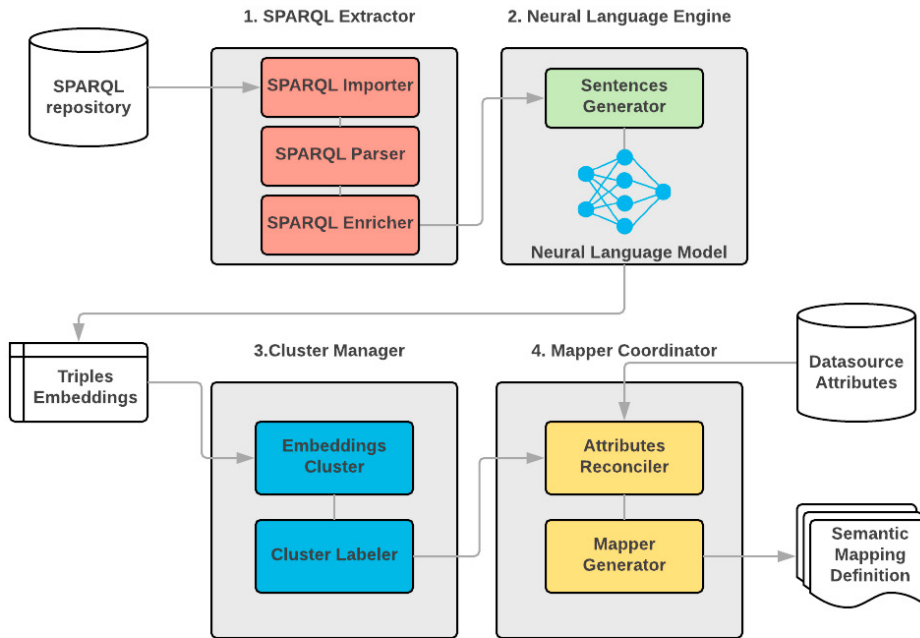 1. SPARQL Extractor
2. Neural Language Engine
SPARQL
repository
SPARQL Importer
SPARQL Parser
SPARQL Enricher
Sentences
Generator
Neural Language Model
Triples
Embeddings
3.Cluster Manager
Embeddings
Cluster
Cluster Labeler
4. Mapper Coordinator
Attributes
Reconciler
Mapper
Generator
Datasource
Attributes
Semantic
Mapping
Definition